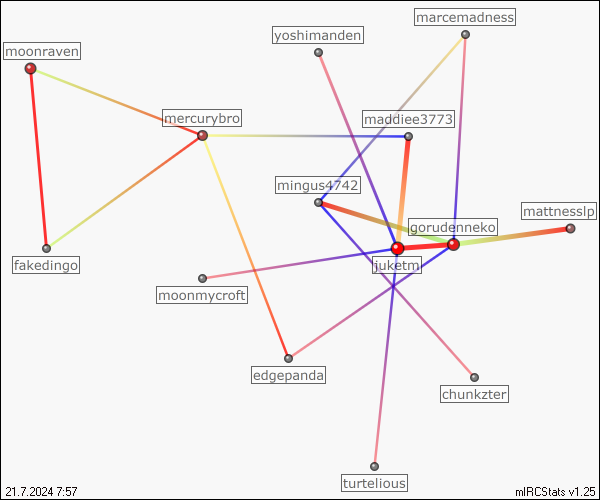 marcemadness
yoshimanden
moonraven
mercurybro
maddiee3773
mingus4742
mattnesslp
gorudenneko
fakedingo
juketm
moonmycroft
edgepanda
chunkzter
turtelious
21.7.2024 7:57
mIRCStats v1.25